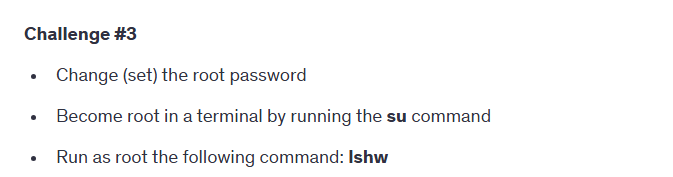 Challenge #3
• Change (set) the root password
• Become root in a terminal by running the su command
• Run as root the following command: lshw